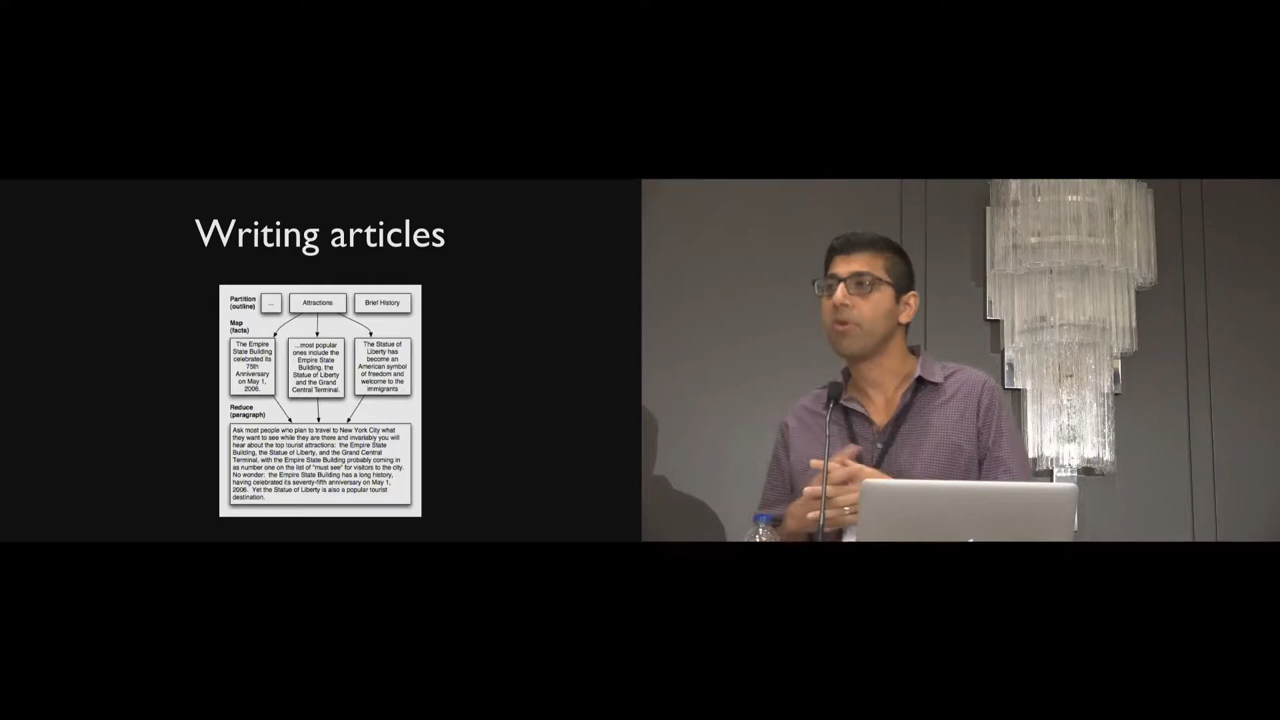 Writing articles
Partition
(outline)
...
Attractions
Brief History
Map
(facts)
The Empire
State Building
celebrated its
75th
Anniversary
on May 1,
2006.
...most popular
ones include the
Empire State
Building, the
Statue of Liberty
and the Grand
Central Terminal.
The Statue of
Liberty has
become an
American symbol
of freedom and
welcome to the
immigrants
Reduce
(paragraph)
Ask most people who plan to travel to New York City what
they want to see while they are there and invariably you will
hear about the top tourist attractions: the Empire State
Building, the Statue of Liberty, and the Grand Central
Terminal, with the Empire State Building probably coming in
as number one on the list of "must see" for visitors to the city.
No wonder: the Empire State Building has a long history,
having celebrated its seventy-fifth anniversary on May 1,
2006. Yet the Statue of Liberty is also a popular tourist
destination.